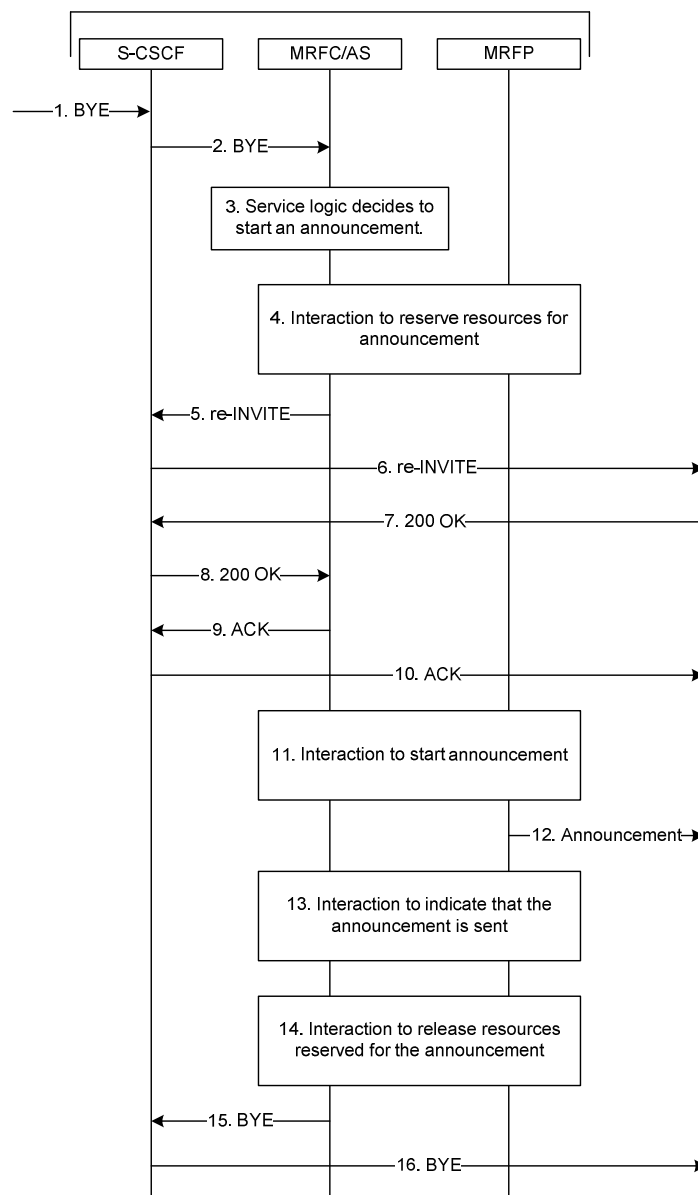 S-CSCF
MRFC/AS
MRFP
1. BYE
2. BYE
3. Service logic decides to
start an announcement.
4. Interaction to reserve resources for
announcement
5. re-INVITE
6. re-INVITE
7. 200 OK
8. 200 OK
9. ACK
10. ACK
11. Interaction to start announcement
12. Announcement
13. Interaction to indicate that the
announcement is sent
14. Interaction to release resources
reserved for the announcement
15. BYE
16. BYE